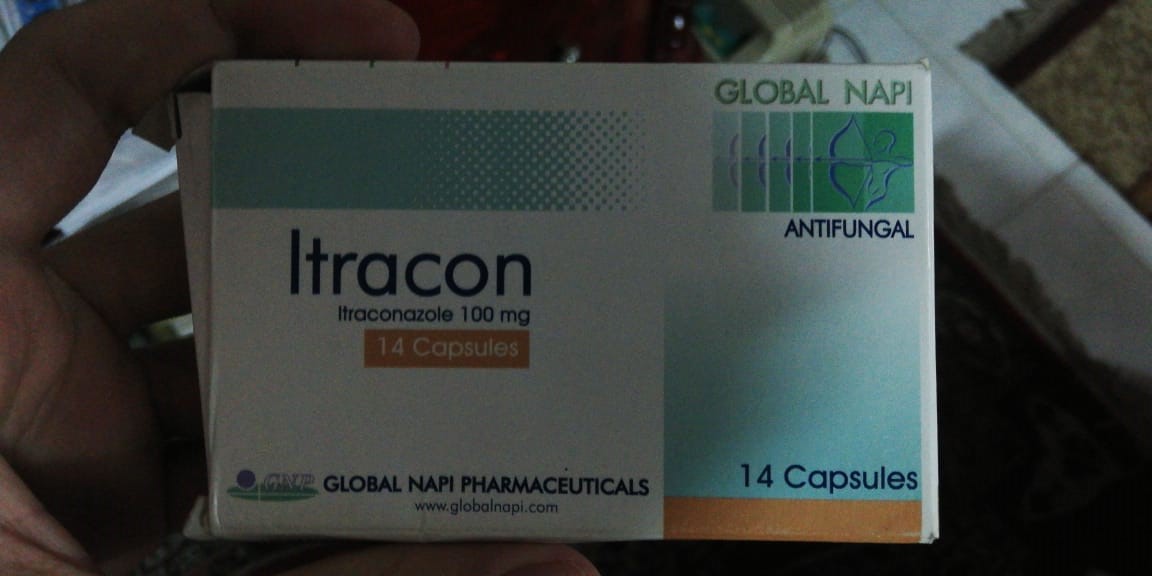 GLOBAL NAPI
ANTIFUNGAL
Itracon
Itraconazole 100 mg
14 Capsules
GNP GLOBAL NAPI PHARMACEUTICALS
www.globalnapi.com
14 Capsules